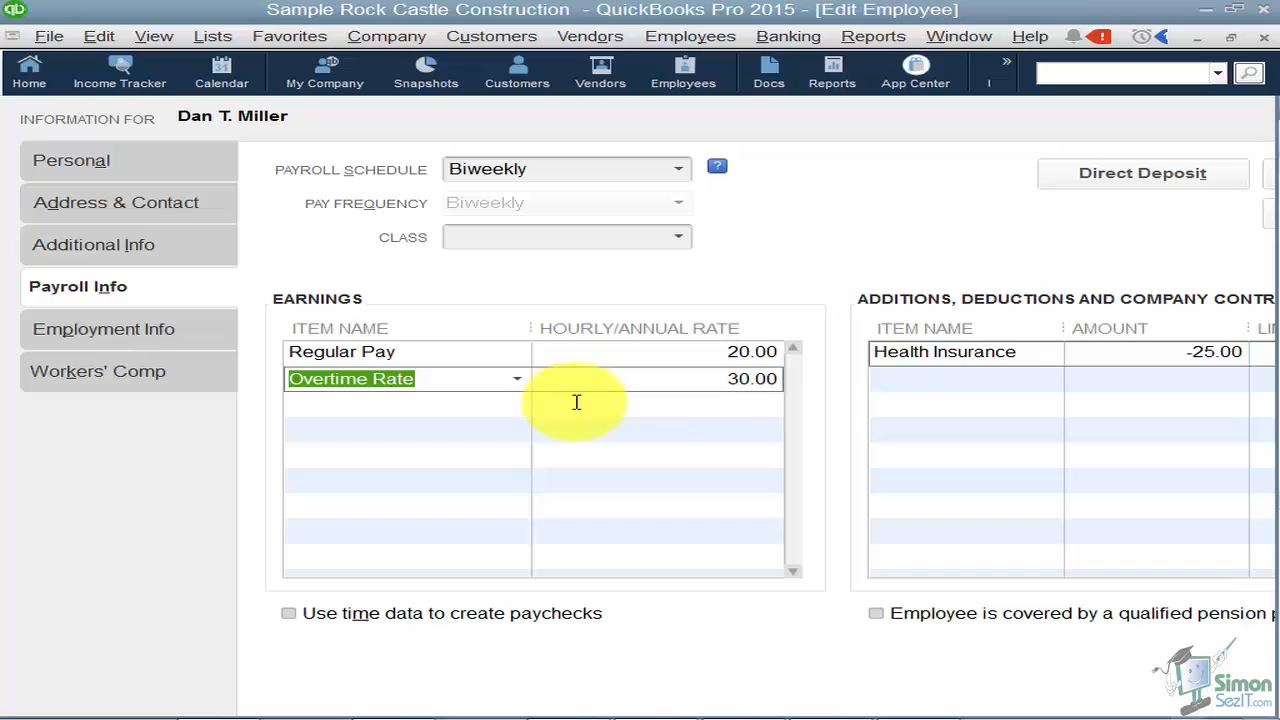 Sample Rock Castle Construction - QuickBooks Pro 2015 - [Edit Employee]
File Edit View Lists Favorites Company Customers Vendors Employees Banking Reports Window Help
Home Income Tracker Calendar My Company Snapshots Customers Vendors Employees Docs Reports App Center
INFORMATION FOR Dan T. Miller
Personal
Address & Contact
Additional Info
Payroll Info
Employment Info
Workers' Comp
PAYROLL SCHEDULE Biweekly ?
Direct Deposit
PAY FREQUENCY Biweekly
CLASS
EARNINGS
ITEM NAME HOURLY/ANNUAL RATE
Regular Pay 20.00
Overtime Rate 30.00
Use time data to create paychecks
ADDITIONS, DEDUCTIONS AND COMPANY CONTR
ITEM NAME AMOUNT LI
Health Insurance -25.00
Employee is covered by a qualified pension p
Simon
SezIT.com